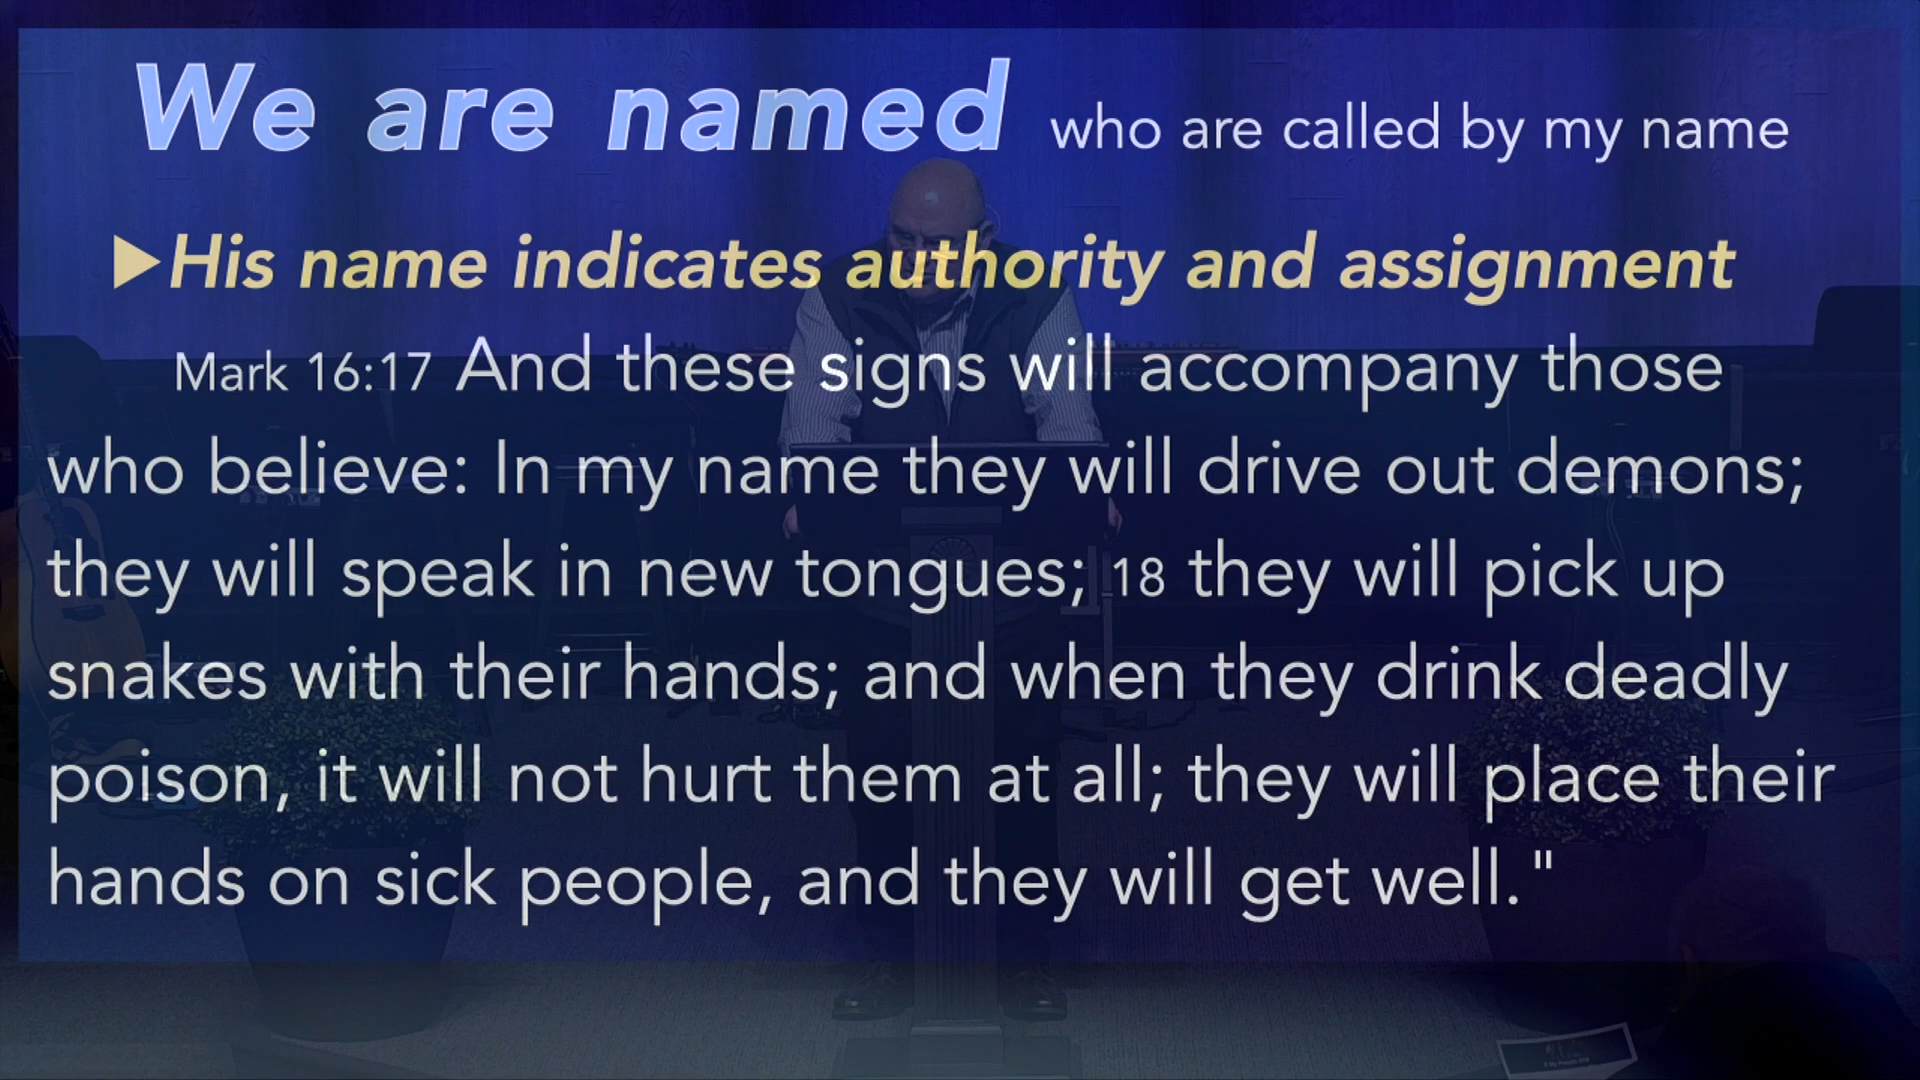 We are named who are called by my name
▶His name indicates authority and assignment
Mark 16:17 And these signs will accompany those
who believe: In my name they will drive out demons;
they will speak in new tongues; 18 they will pick up
snakes with their hands; and when they drink deadly
poison, it will not hurt them at all; they will place their
hands on sick people, and they will get well."